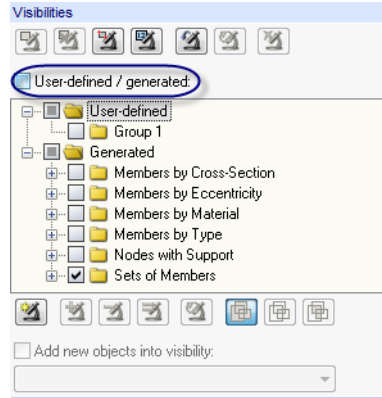 Visibilities
User-defined / generated:
User-defined
Group 1
Generated
Members by Cross-Section
Members by Eccentricity
Members by Material
Members by Type
Nodes with Support
Sets of Members
Add new objects into visibility: